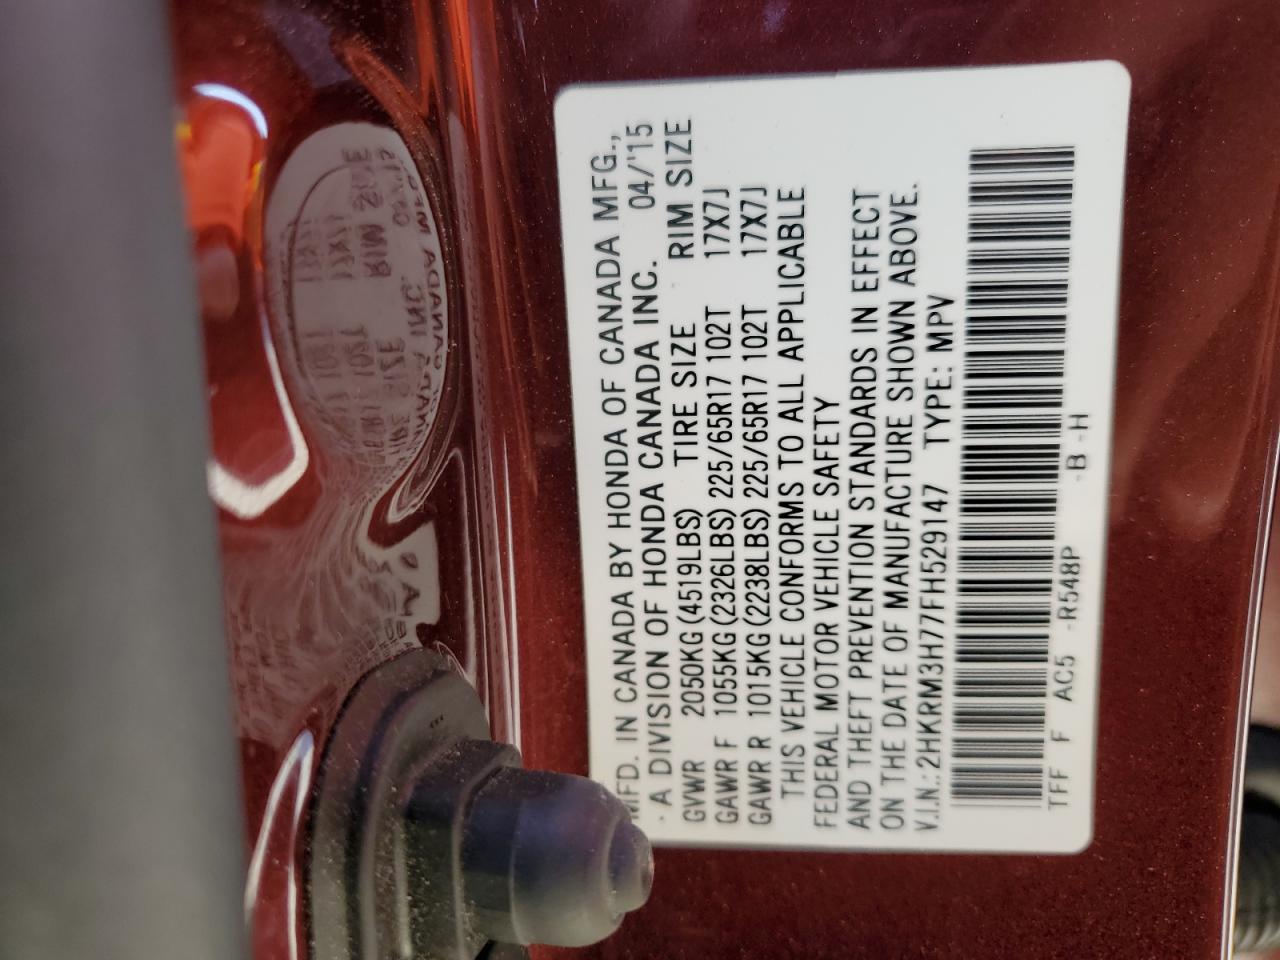 MFD. IN CANADA BY HONDA OF CANADA MFG.,
A DIVISION OF HONDA CANADA INC. 04/'15
GVWR 2050KG(4519LBS) TIRE SIZE RIM SIZE
GAWR F 1055KG(2326LBS) 225/65R17 102T 17X7J
GAWR R 1015KG(2238LBS) 225/65R17 102T 17X7J
THIS VEHICLE CONFORMS TO ALL APPLICABLE
FEDERAL MOTOR VEHICLE SAFETY
AND THEFT PREVENTION STANDARDS IN EFFECT
ON THE DATE OF MANUFACTURE SHOWN ABOVE.
V.I.N.: 2HKRM3H77FH529147 TYPE: MPV
TFF F AC5 -R548P -B-H